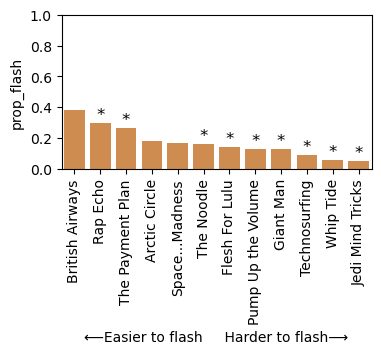 prop_flash
1.0
0.8
0.6
0.4
0.2
0.0
* * * * * * * * *
British Airways
Rap Echo
The Payment Plan
Arctic Circle
Space...Madness
The Noodle
Flesh For Lulu
Pump Up the Volume
Giant Man
Technosurfing
Whip Tide
Jedi Mind Tricks
⟵Easier to flash Harder to flash⟶